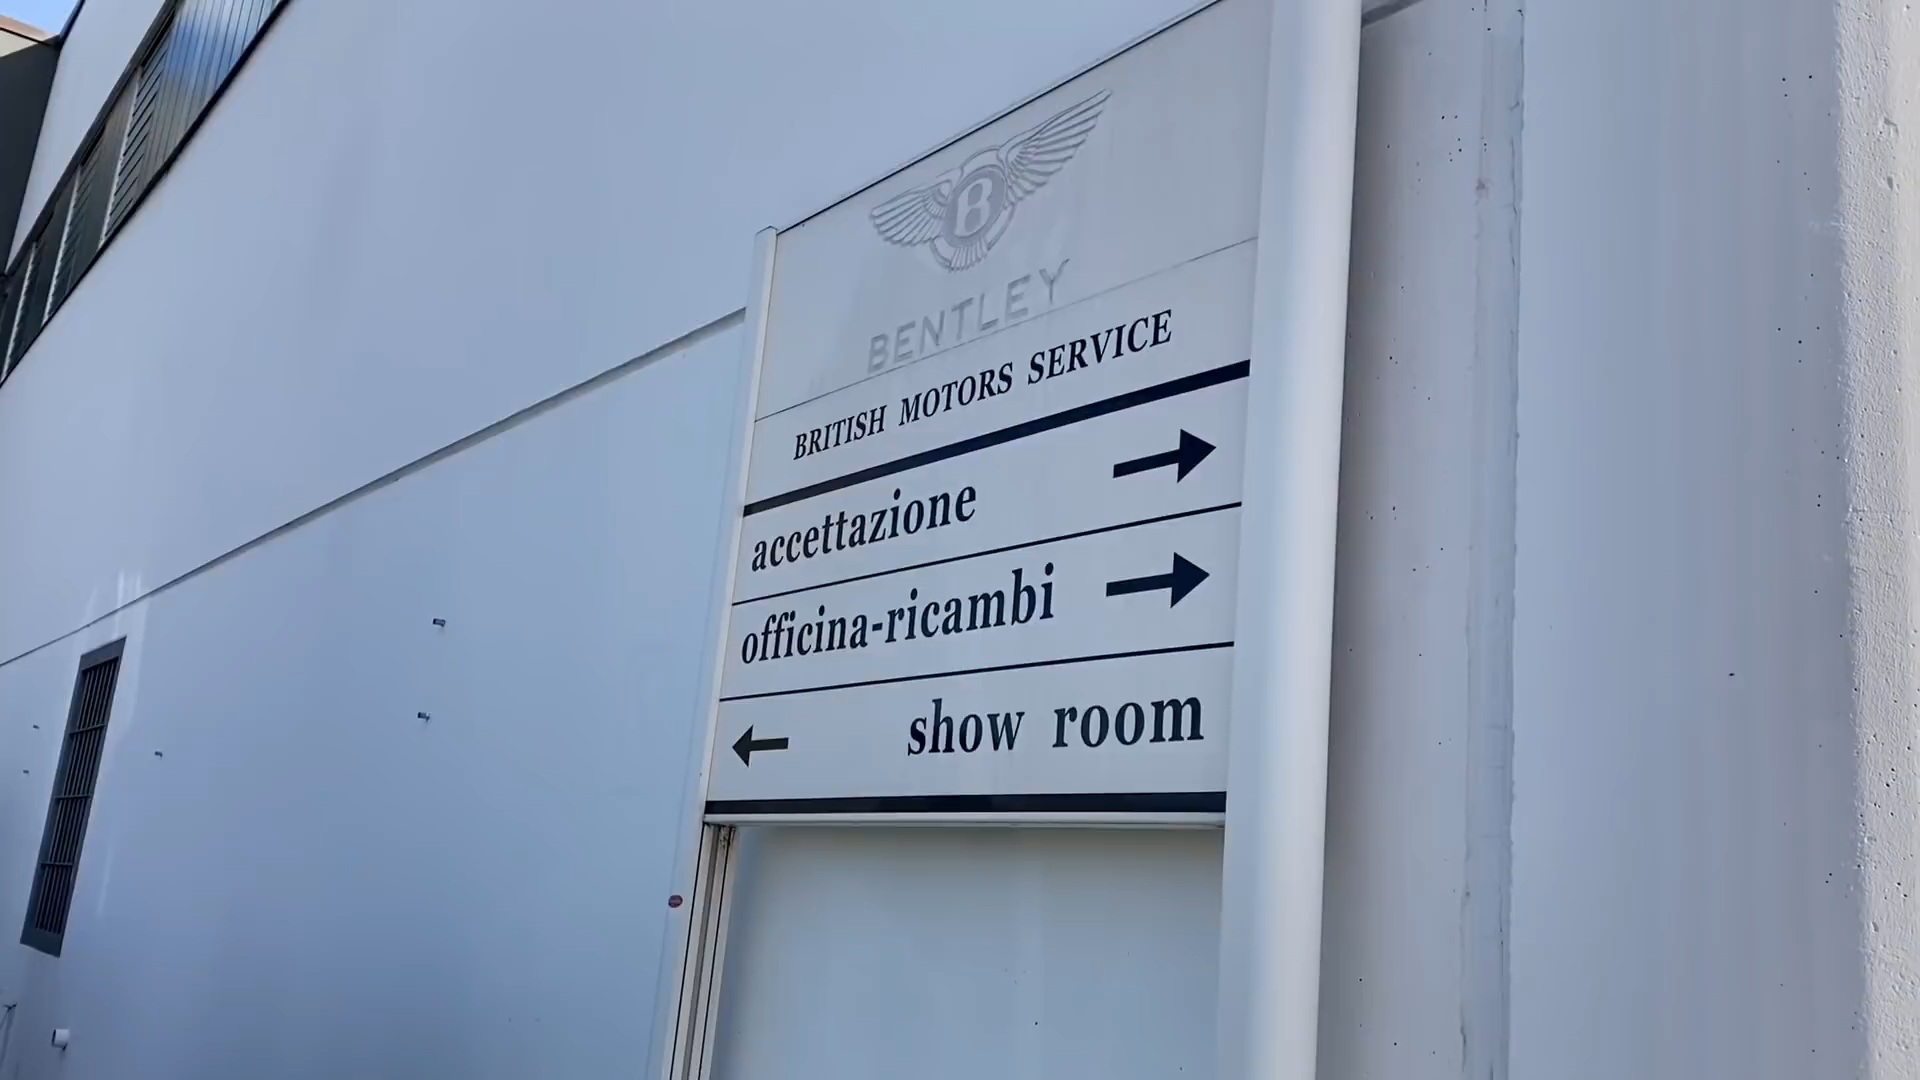 B
BENTLEY
BRITISH MOTORS SERVICE
accettazione
officina-ricambi
show room